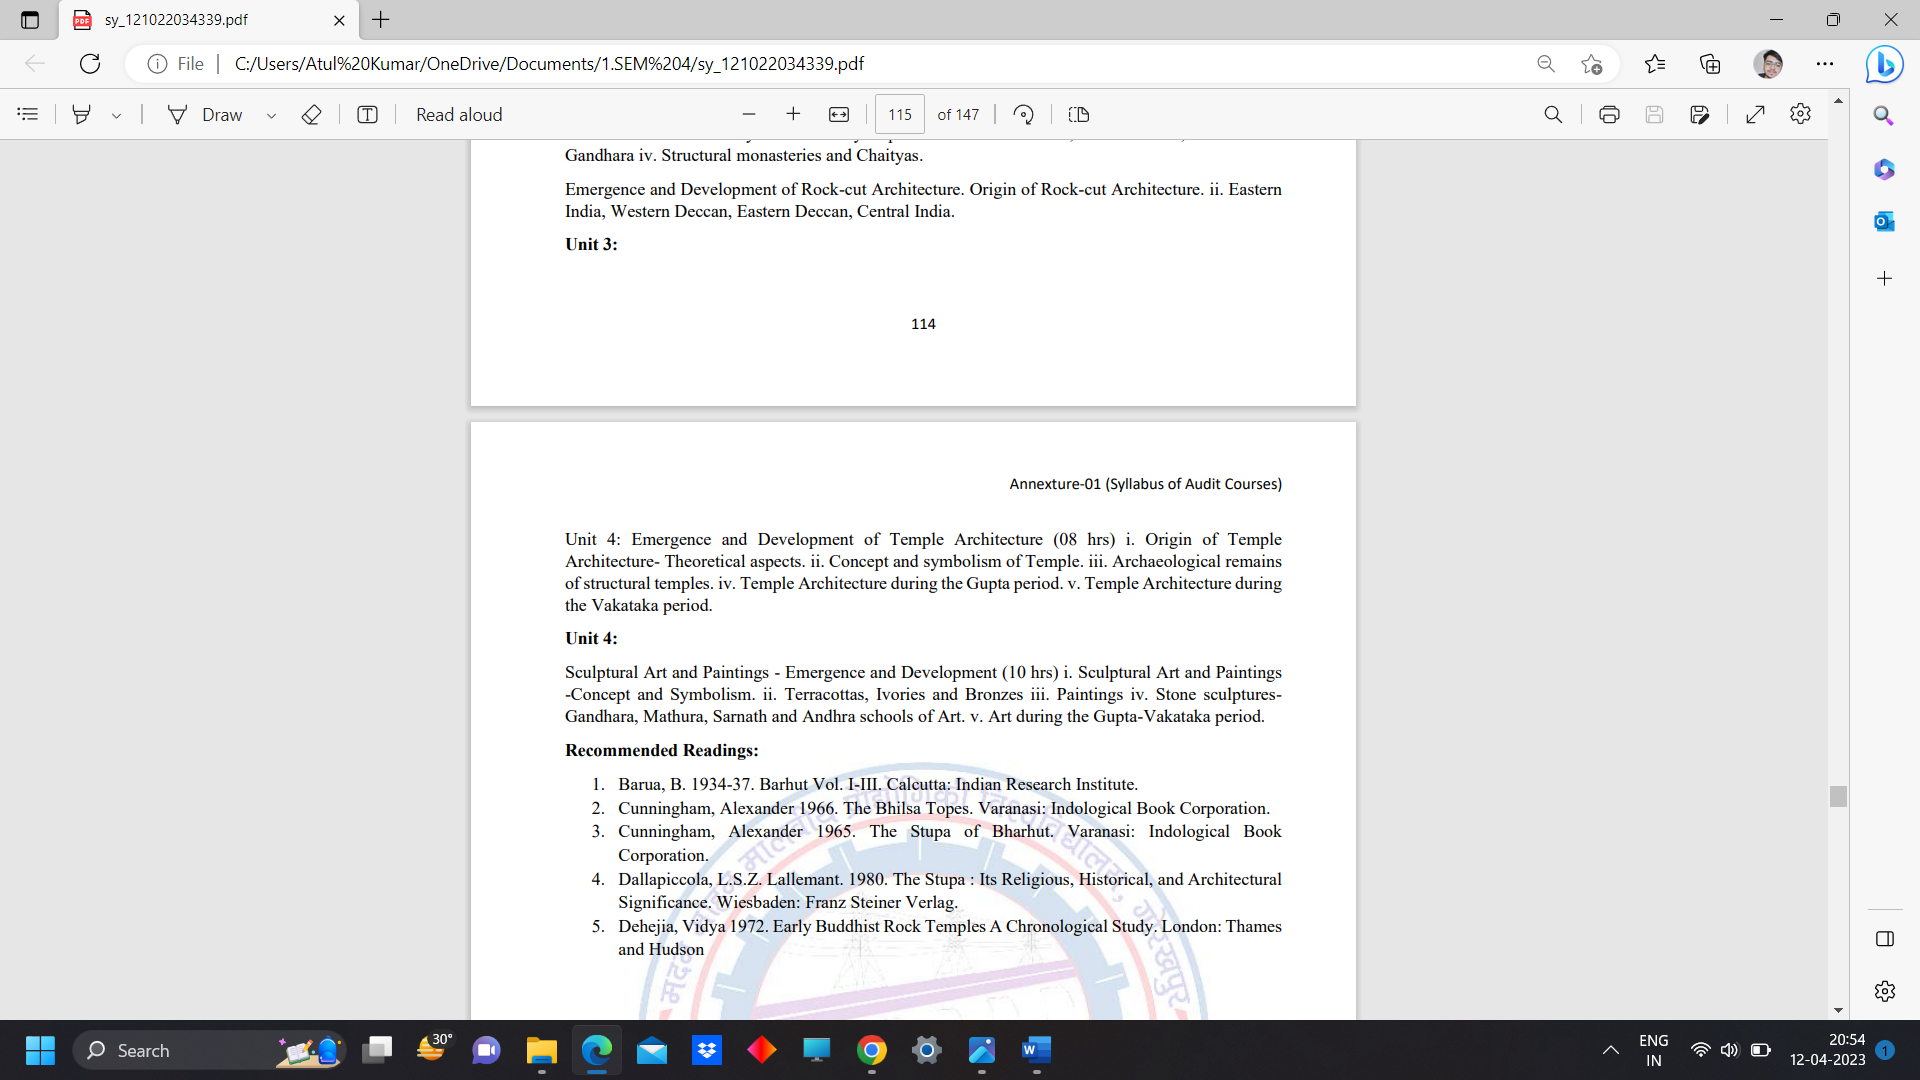 sy_121022034339.pdf
File
C:/Users/Atul%20Kumar/OneDrive/Documents/1.SEM%204/sy_121022034339.pdf
Draw
Read aloud
115
of 147
Gandhara iv. Structural monasteries and Chaityas.
Emergence and Development of Rock-cut Architecture. Origin of Rock-cut Architecture. ii. Eastern
India, Western Deccan, Eastern Deccan, Central India.
Unit 3:
114
Annexture-01 (Syllabus of Audit Courses)
Unit 4: Emergence and Development of Temple Architecture (08 hrs) i. Origin of Temple
Architecture- Theoretical aspects. ii. Concept and symbolism of Temple. iii. Archaeological remains
of structural temples. iv. Temple Architecture during the Gupta period. v. Temple Architecture during
the Vakataka period.
Unit 4:
Sculptural Art and Paintings - Emergence and Development (10 hrs) i. Sculptural Art and Paintings
-Concept and Symbolism. ii. Terracottas, Ivories and Bronzes iii. Paintings iv. Stone sculptures-
Gandhara, Mathura, Sarnath and Andhra schools of Art. v. Art during the Gupta-Vakataka period.
Recommended Readings:
1. Barua, B. 1934-37. Barhut Vol. I-III. Calcutta: Indian Research Institute.
2. Cunningham, Alexander 1966. The Bhilsa Topes. Varanasi: Indological Book Corporation.
3. Cunningham, Alexander 1965. The Stupa of Bharhut. Varanasi: Indological Book
Corporation.
4. Dallapiccola, L.S.Z. Lallemant. 1980. The Stupa : Its Religious, Historical, and Architectural
Significance. Wiesbaden: Franz Steiner Verlag.
5. Dehejia, Vidya 1972. Early Buddhist Rock Temples A Chronological Study. London: Thames
and Hudson
Search
30°
ENG
IN
20:54
12-04-2023
1